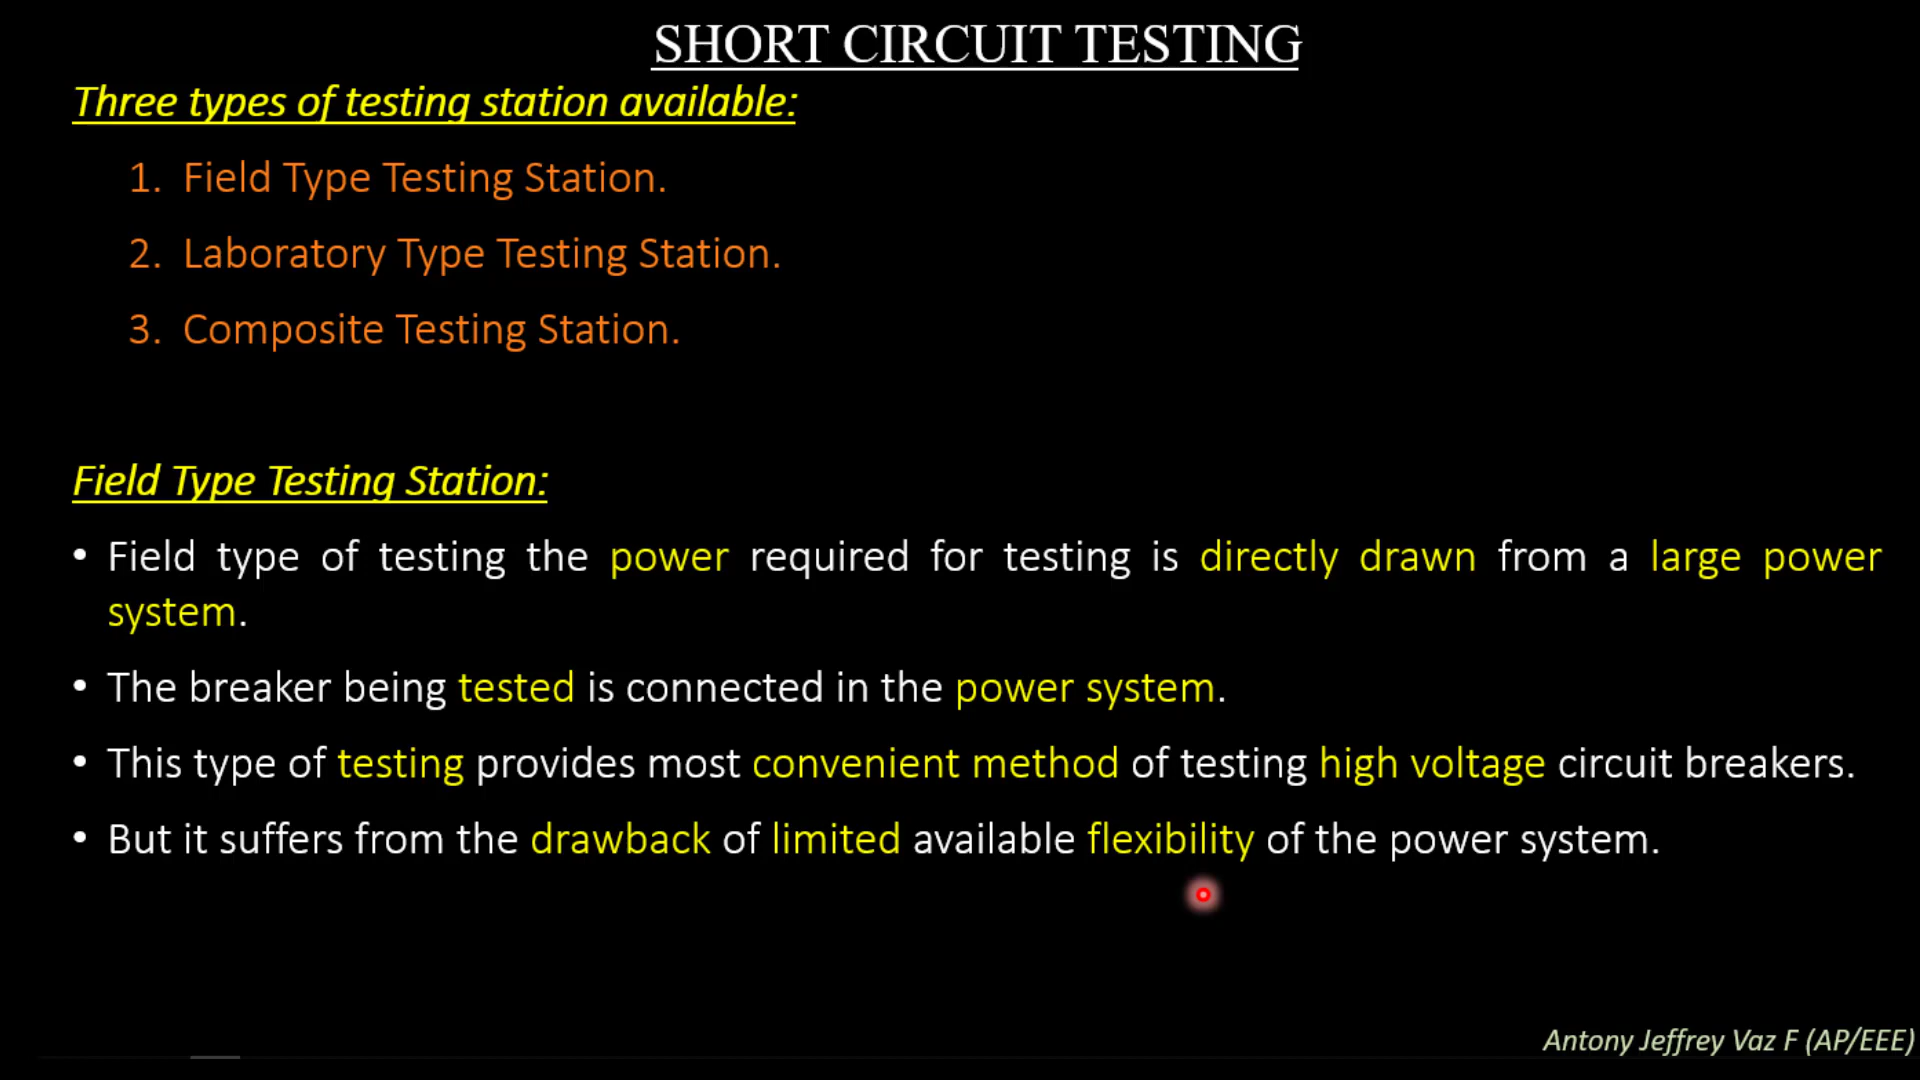 SHORT CIRCUIT TESTING
Three types of testing station available:
1. Field Type Testing Station.
2. Laboratory Type Testing Station.
3. Composite Testing Station.
Field Type Testing Station:
• Field type of testing the power required for testing is directly drawn from a large power
system.
• The breaker being tested is connected in the power system.
• This type of testing provides most convenient method of testing high voltage circuit breakers.
• But it suffers from the drawback of limited available flexibility of the power system.
Antony Jeffrey Vaz F (AP/EEE)